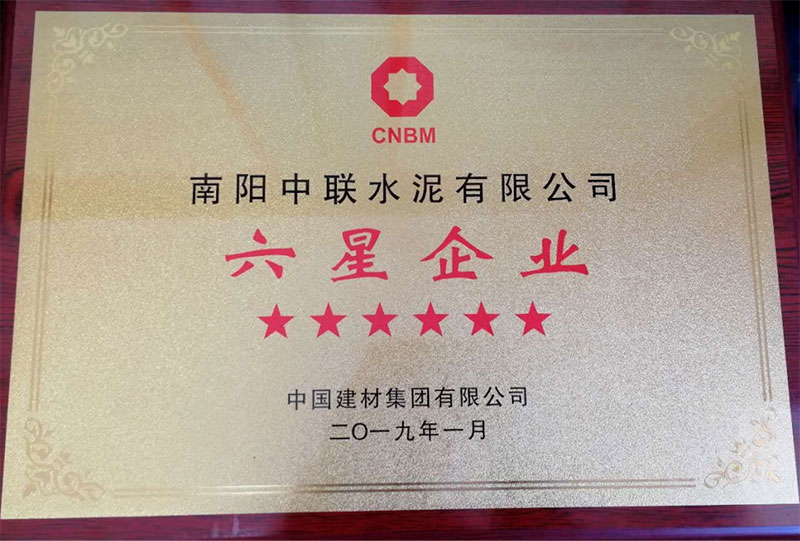 CNBM
南阳中联水泥有限公司
六星企业
★★★★★★
中国建材集团有限公司
二〇一九年一月